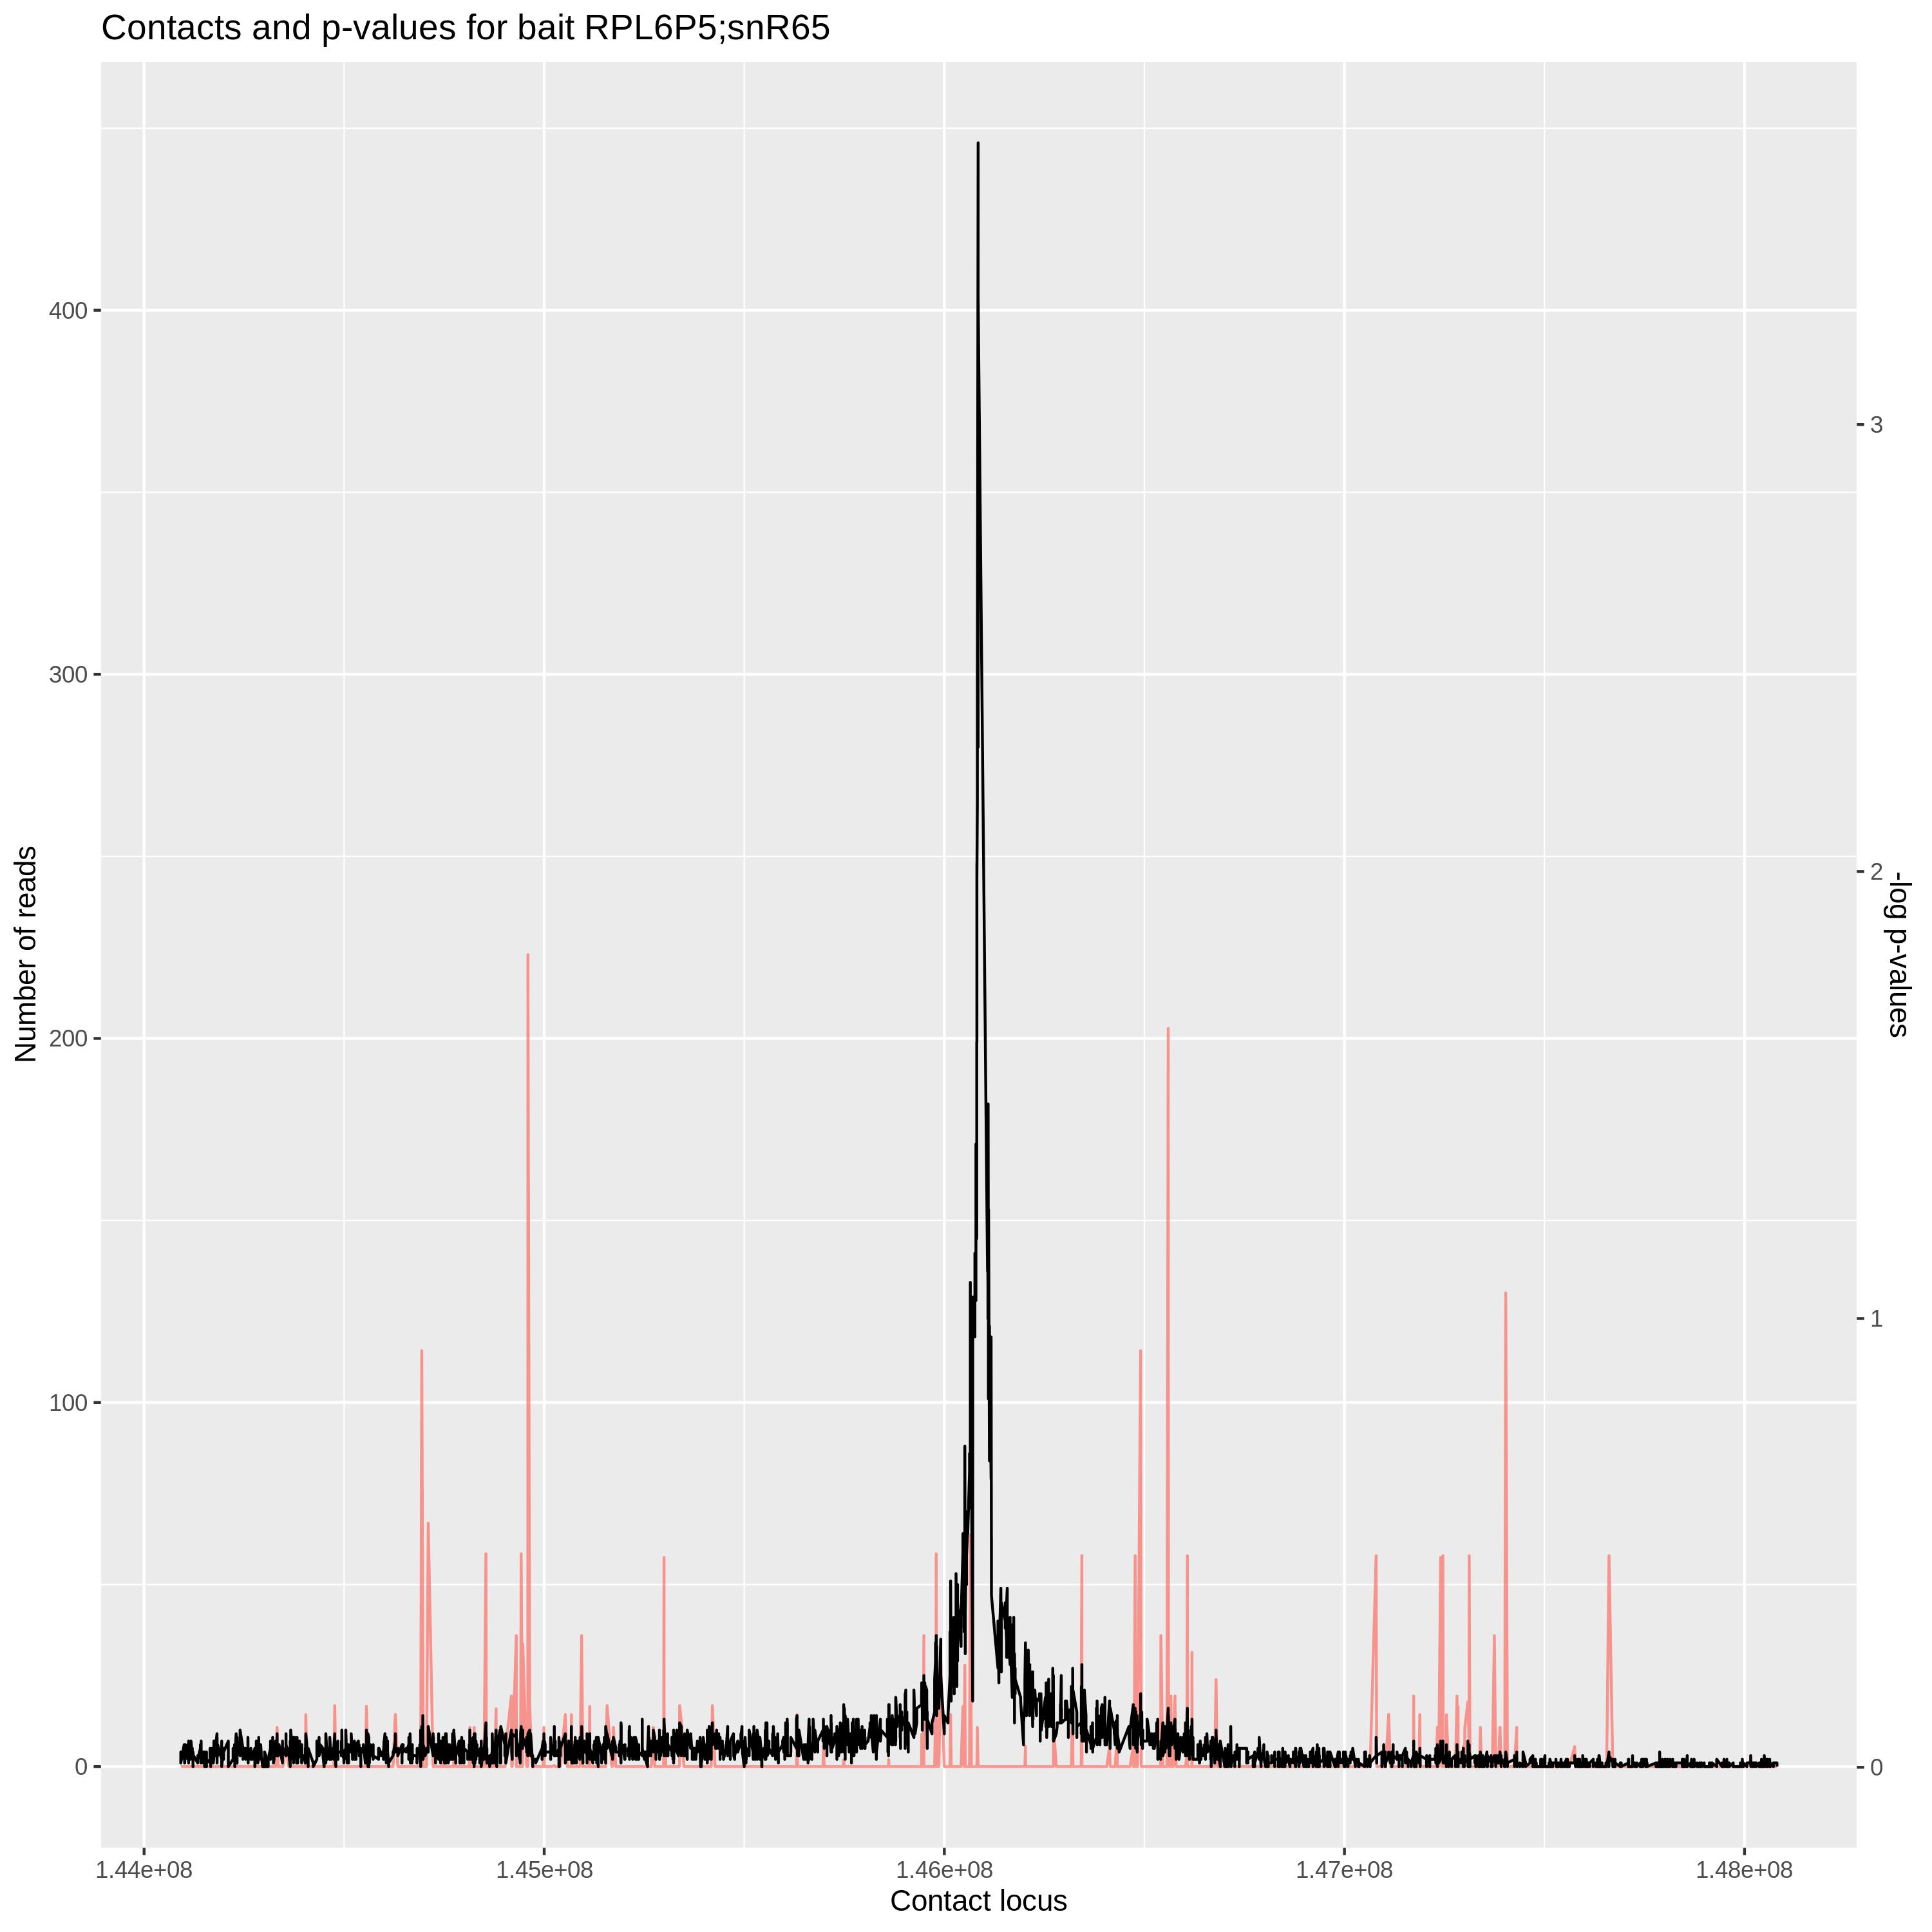 Contacts and p-values for bait RPL6P5;snR65
400
300
200
100
0
Number of reads
3
2
1
0
-log p-values
1.44e+08
1.45e+08
1.46e+08
1.47e+08
1.48e+08
Contact locus